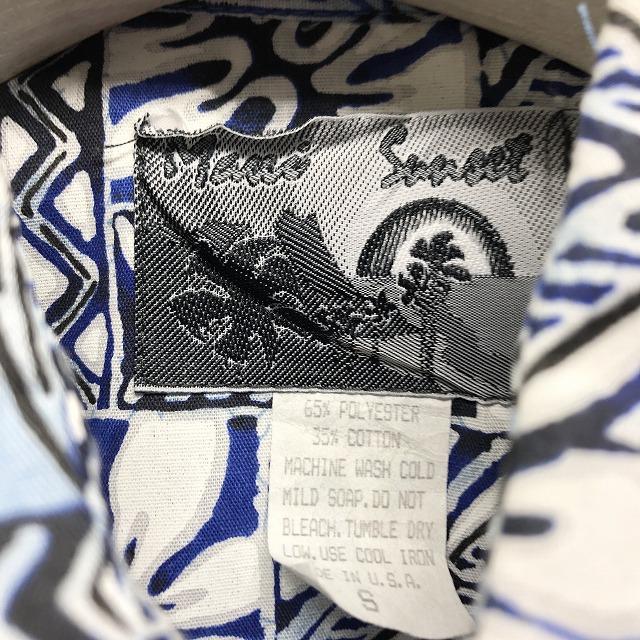 Maui Sunset
65% POLYESTER
35% COTTON
MACHINE WASH COLD
MILD SOAP.DO NOT
BLEACH.TUMBLE DRY
LOW.USE COOL IRON
DE IN U.S.A.
S